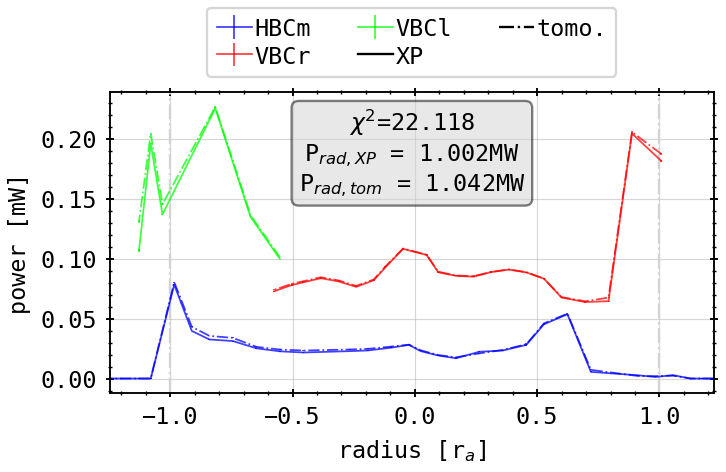 HBCm VBCl tomo.
VBCr XP
χ²=22.118
P_rad,XP = 1.002MW
P_rad,tom = 1.042MW
power [mW]
0.20
0.15
0.10
0.05
0.00
−1.0 −0.5 0.0 0.5 1.0
radius [r_a]